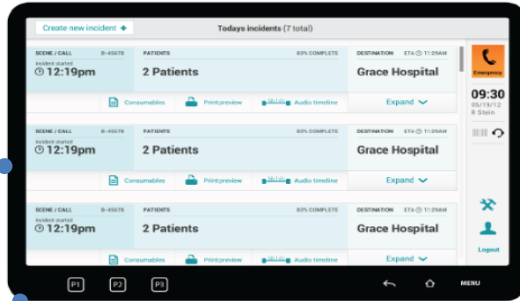 Create new incident +
Todays incidents (7 total)
SCENE / CALL B-45678 PATIENTS 83% COMPLETE DESTINATION ETA 11:29AM
Incident started
12:19pm 2 Patients Grace Hospital
Consumables Print preview Audio timeline Expand
SCENE / CALL B-45678 PATIENTS 83% COMPLETE DESTINATION ETA 11:29AM
Incident started
12:19pm 2 Patients Grace Hospital
Consumables Print preview Audio timeline Expand
SCENE / CALL B-45678 PATIENTS 83% COMPLETE DESTINATION ETA 11:29AM
Incident started
12:19pm 2 Patients Grace Hospital
Consumables Print preview Audio timeline Expand
Emergency
09:30
05/19/12
R Stein
Logout
P1 P2 P3 MENU